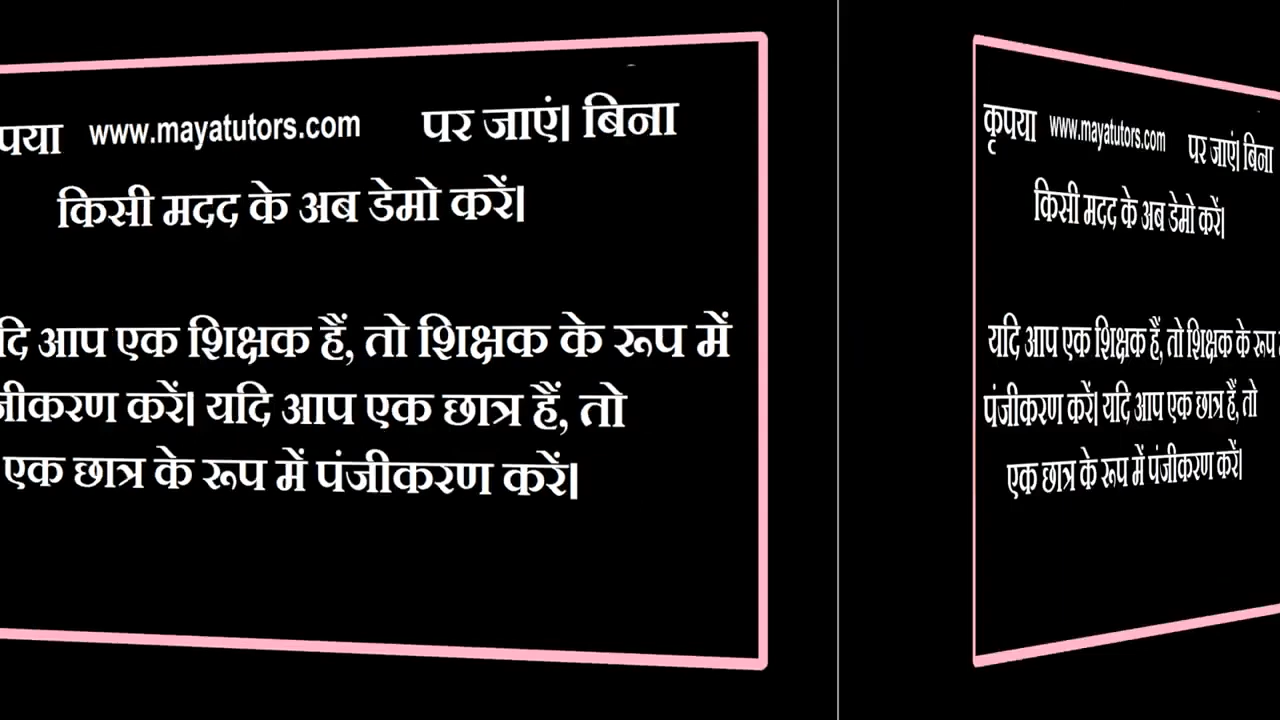 पया www.mayatutors.com पर जाएं। बिना
किसी मदद के अब डेमो करें।
दि आप एक शिक्षक हैं, तो शिक्षक के रूप में
जीकरण करें। यदि आप एक छात्र हैं, तो
एक छात्र के रूप में पंजीकरण करें।
कृपया www.mayatutors.com पर जाएं। बिना
किसी मदद के अब डेमो करें।
यदि आप एक शिक्षक हैं, तो शिक्षक के रूप
पंजीकरण करें। यदि आप एक छात्र हैं, तो
एक छात्र के रूप में पंजीकरण करें।